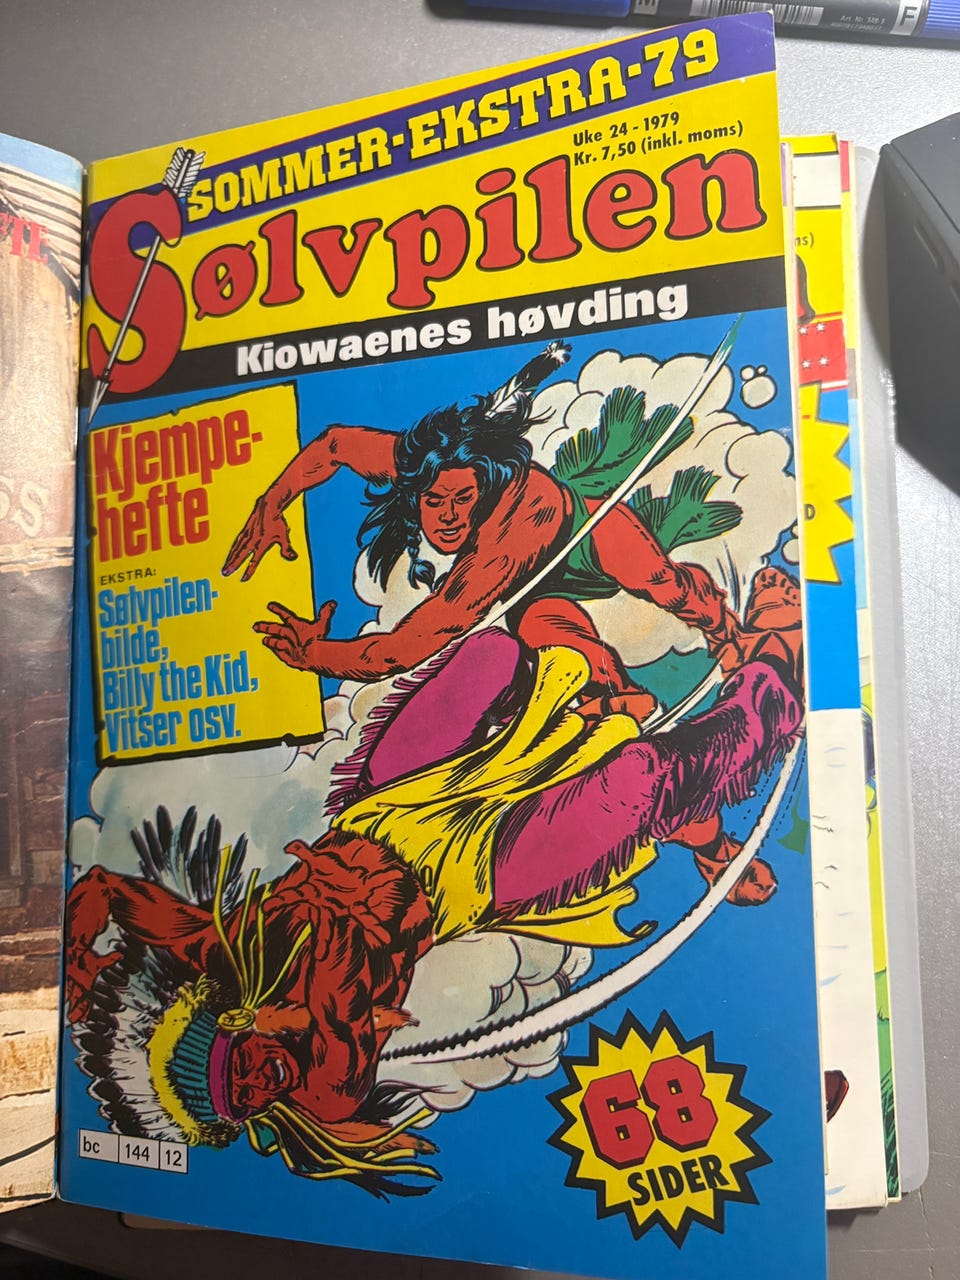 SOMMER-EKSTRA-79
Uke 24 - 1979
Kr. 7,50 (inkl. moms)
Sølvpilen
Kiowaenes høvding
Kjempe-
hefte
EKSTRA:
Sølvpilen-
bilde,
Billy the Kid,
Vitser osv.
68
SIDER
bc 144 12
F